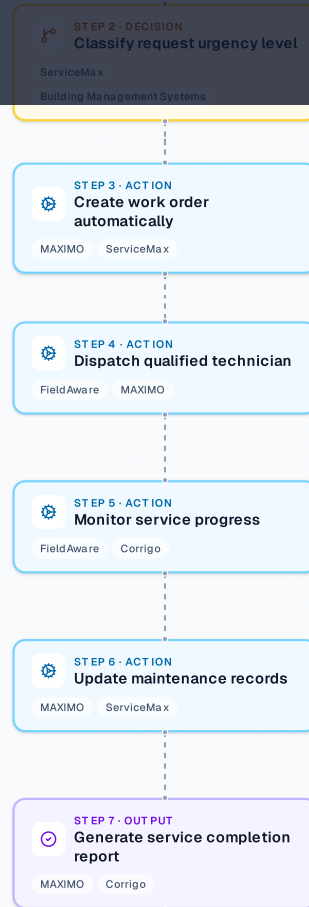 STEP 2 · DECISION
Classify request urgency level
ServiceMax
Building Management Systems
STEP 3 · ACTION
Create work order
automatically
MAXIMO ServiceMax
STEP 4 · ACTION
Dispatch qualified technician
FieldAware MAXIMO
STEP 5 · ACTION
Monitor service progress
FieldAware Corrigo
STEP 6 · ACTION
Update maintenance records
MAXIMO ServiceMax
STEP 7 · OUTPUT
Generate service completion
report
MAXIMO Corrigo